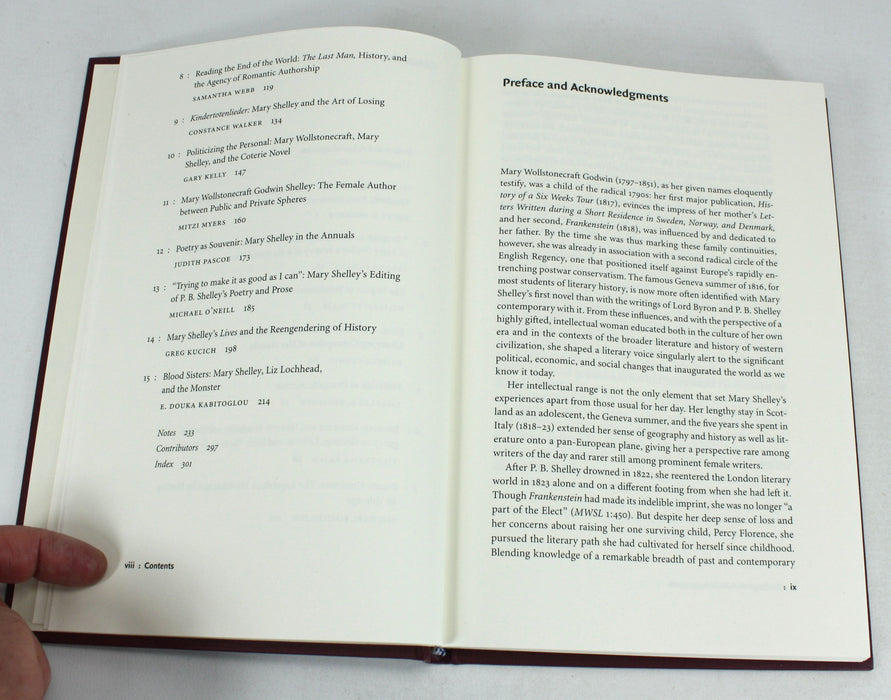 8 : Reading the End of the World: The Last Man, History, and
the Agency of Romantic Authorship
SAMANTHA WEBB 119
9 : Kindertotenlieder: Mary Shelley and the Art of Losing
CONSTANCE WALKER 134
10 : Politicizing the Personal: Mary Wollstonecraft, Mary
Shelley, and the Coterie Novel
GARY KELLY 147
11 : Mary Wollstonecraft Godwin Shelley: The Female Author
between Public and Private Spheres
MITZI MYERS 160
12 : Poetry as Souvenir: Mary Shelley in the Annuals
JUDITH PASCOE 173
13 : "Trying to make it as good as I can": Mary Shelley's Editing
of P. B. Shelley's Poetry and Prose
MICHAEL O'NEILL 185
14 : Mary Shelley's Lives and the Reengendering of History
GREG KUCICH 198
15 : Blood Sisters: Mary Shelley, Liz Lochhead,
and the Monster
E. DOUKA KABITOGLOU 214
Notes 233
Contributors 297
Index 301
viii : Contents
Preface and Acknowledgments
Mary Wollstonecraft Godwin (1797–1851), as her given names eloquently
testify, was a child of the radical 1790s: her first major publication, His-
tory of a Six Weeks Tour (1817), evinces the impress of her mother's Let-
ters Written during a Short Residence in Sweden, Norway, and Denmark,
and her second, Frankenstein (1818), was influenced by and dedicated to
her father. By the time she was thus marking these family continuities,
however, she was already in association with a second radical circle of the
English Regency, one that positioned itself against Europe's rapidly en-
trenching postwar conservatism. The famous Geneva summer of 1816, for
most students of literary history, is now more often identified with Mary
Shelley's first novel than with the writings of Lord Byron and P. B. Shelley
contemporary with it. From these influences, and with the perspective of a
highly gifted, intellectual woman educated both in the culture of her own
era and in the contexts of the broader literature and history of western
civilization, she shaped a literary voice singularly alert to the significant
political, economic, and social changes that inaugurated the world as we
know it today.
Her intellectual range is not the only element that set Mary Shelley's
experiences apart from those usual for her day. Her lengthy stay in Scot-
land as an adolescent, the Geneva summer, and the five years she spent in
Italy (1818–23) extended her sense of geography and history as well as lit-
erature onto a pan-European plane, giving her a perspective rare among
writers of the day and rarer still among prominent female writers.
After P. B. Shelley drowned in 1822, she reentered the London literary
world in 1823 alone and on a different footing from when she had left it.
Though Frankenstein had made its indelible imprint, she was no longer "a
part of the Elect" (MWSL 1:450). But despite her deep sense of loss and
her concerns about raising her one surviving child, Percy Florence, she
pursued the literary path she had cultivated for herself since childhood.
Blending knowledge of a remarkable breadth of past and contemporary
: ix